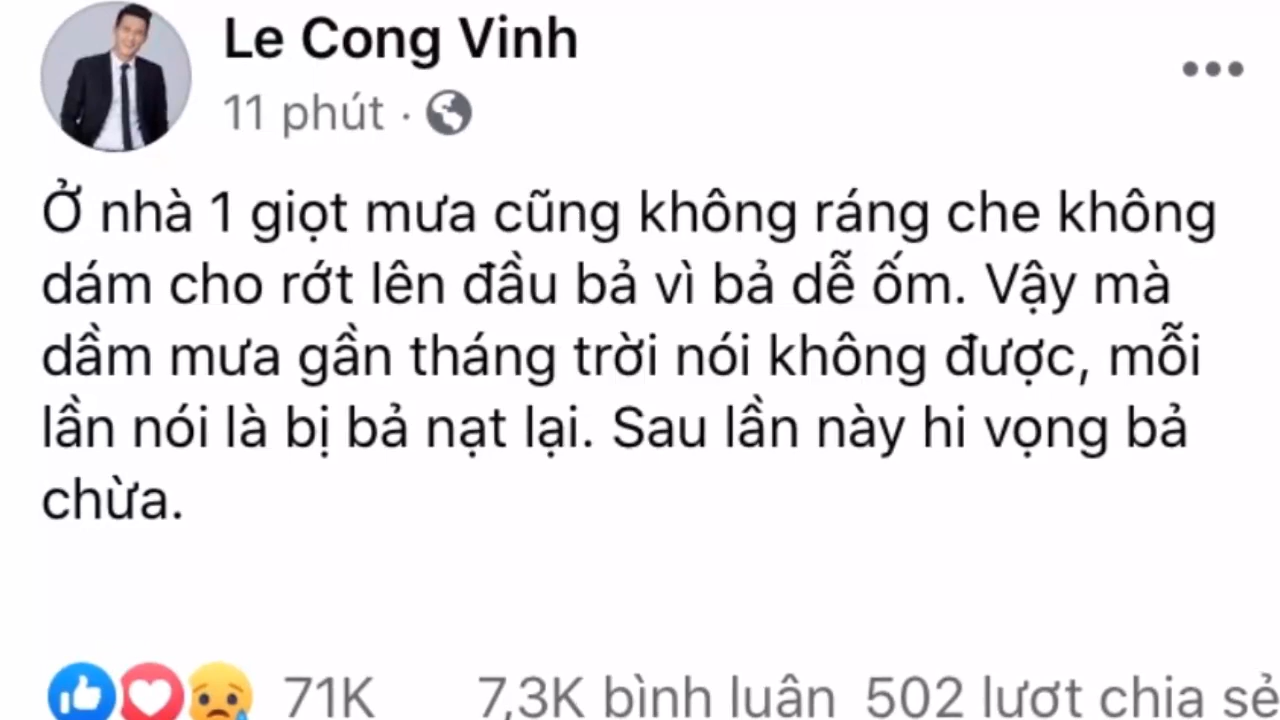 Le Cong Vinh
11 phút ·
Ở nhà 1 giọt mưa cũng không ráng che không
dám cho rớt lên đầu bả vì bả dễ ốm. Vậy mà
dầm mưa gần tháng trời nói không được, mỗi
lần nói là bị bả nạt lại. Sau lần này hi vọng bả
chừa.
71K 7,3K bình luận 502 lượt chia sẻ